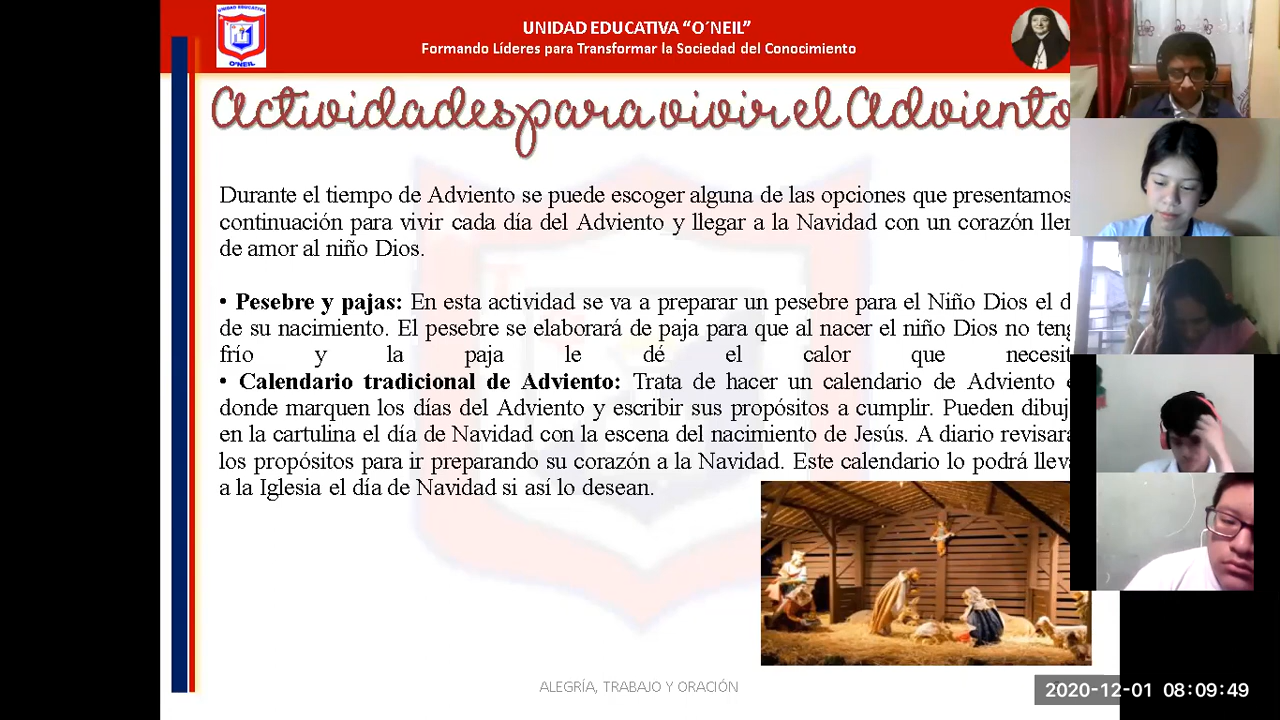 UNIDAD EDUCATIVA
O'NEIL
UNIDAD EDUCATIVA “O´NEIL”
Formando Líderes para Transformar la Sociedad del Conocimiento
Actividades para vivir el Adviento
Durante el tiempo de Adviento se puede escoger alguna de las opciones que presentamos
continuación para vivir cada día del Adviento y llegar a la Navidad con un corazón
de amor al niño Dios.
• Pesebre y pajas: En esta actividad se va a preparar un pesebre para el Niño Dios el
de su nacimiento. El pesebre se elaborará de paja para que al nacer el niño Dios no
frío y la paja le dé el calor que
• Calendario tradicional de Adviento: Trata de hacer un calendario de Adviento
donde marquen los días del Adviento y escribir sus propósitos a cumplir. Pueden
en la cartulina el día de Navidad con la escena del nacimiento de Jesús. A diario
los propósitos para ir preparando su corazón a la Navidad. Este calendario lo podrá
a la Iglesia el día de Navidad si así lo desean.
ALEGRÍA, TRABAJO Y ORACIÓN
2020-12-01 08:09:49